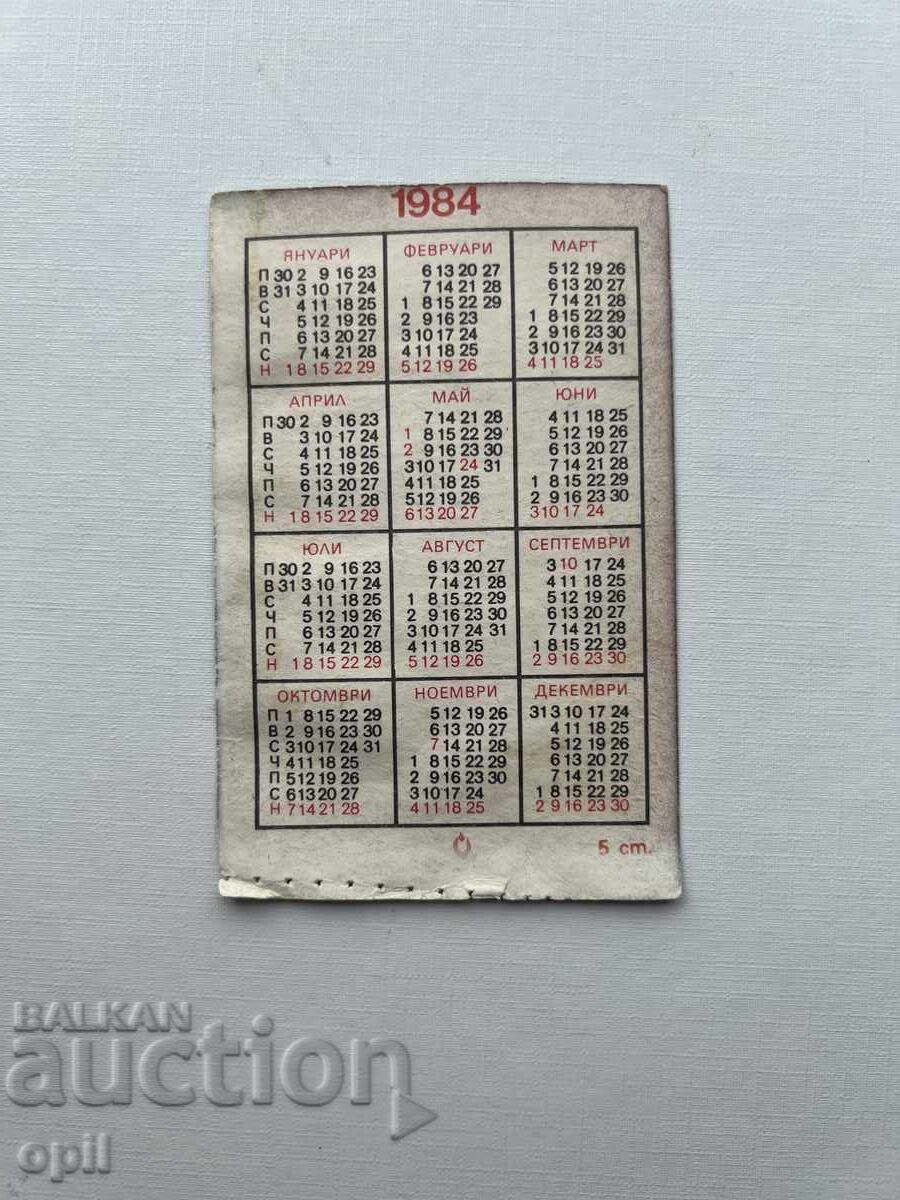 1984
ЯНУАРИ
П 30 2 9 16 23
В 31 3 10 17 24
С 4 11 18 25
Ч 5 12 19 26
П 6 13 20 27
С 7 14 21 28
Н 1 8 15 22 29
ФЕВРУАРИ
6 13 20 27
7 14 21 28
1 8 15 22 29
2 9 16 23
3 10 17 24
4 11 18 25
5 12 19 26
МАРТ
5 12 19 26
6 13 20 27
7 14 21 28
1 8 15 22 29
2 9 16 23 30
3 10 17 24 31
4 11 18 25
АПРИЛ
П 30 2 9 16 23
В 3 10 17 24
С 4 11 18 25
Ч 5 12 19 26
П 6 13 20 27
С 7 14 21 28
Н 1 8 15 22 29
МАЙ
7 14 21 28
1 8 15 22 29
2 9 16 23 30
3 10 17 24 31
4 11 18 25
5 12 19 26
6 13 20 27
ЮНИ
4 11 18 25
5 12 19 26
6 13 20 27
7 14 21 28
1 8 15 22 29
2 9 16 23 30
3 10 17 24
ЮЛИ
П 30 2 9 16 23
В 31 3 10 17 24
С 4 11 18 25
Ч 5 12 19 26
П 6 13 20 27
С 7 14 21 28
Н 1 8 15 22 29
АВГУСТ
6 13 20 27
7 14 21 28
1 8 15 22 29
2 9 16 23 30
3 10 17 24 31
4 11 18 25
5 12 19 26
СЕПТЕМВРИ
3 10 17 24
4 11 18 25
5 12 19 26
6 13 20 27
7 14 21 28
1 8 15 22 29
2 9 16 23 30
ОКТОМВРИ
П 1 8 15 22 29
В 2 9 16 23 30
С 3 10 17 24 31
Ч 4 11 18 25
П 5 12 19 26
С 6 13 20 27
Н 7 14 21 28
НОЕМВРИ
5 12 19 26
6 13 20 27
7 14 21 28
1 8 15 22 29
2 9 16 23 30
3 10 17 24
4 11 18 25
ДЕКЕМВРИ
31 3 10 17 24
4 11 18 25
5 12 19 26
6 13 20 27
7 14 21 28
1 8 15 22 29
2 9 16 23 30
5 ст.
BALKAN
auction
opil